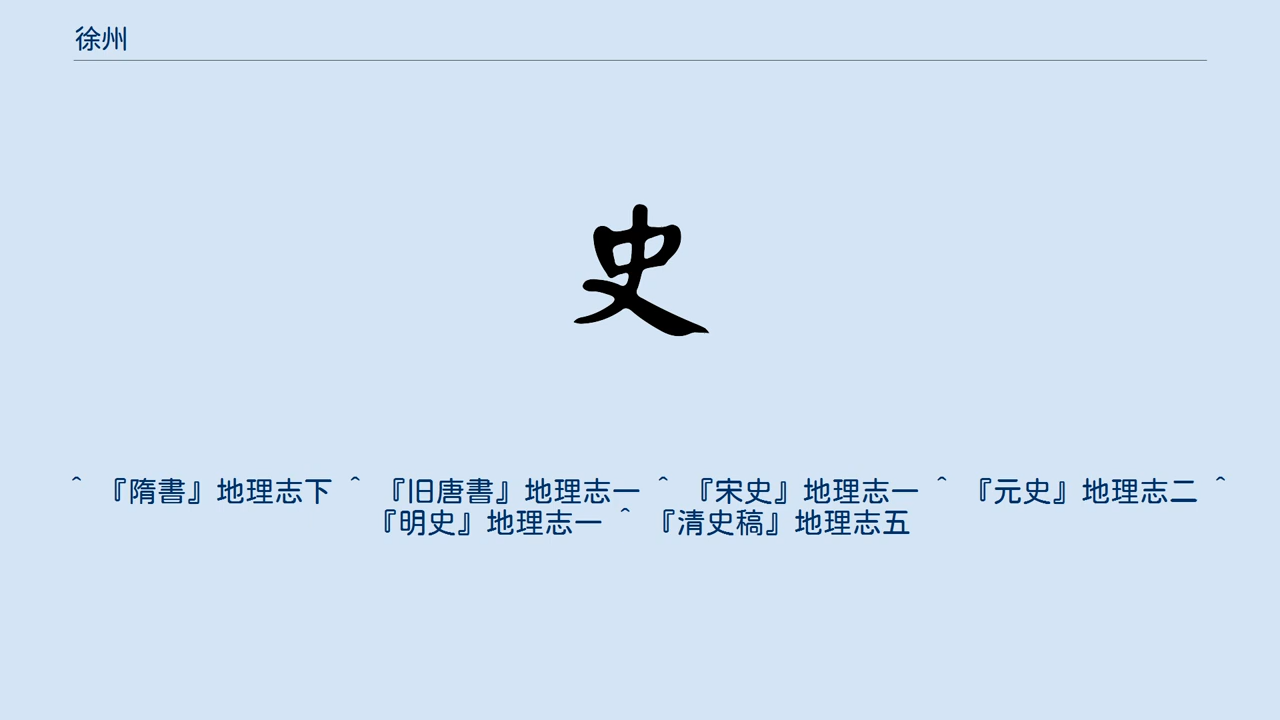 徐州
史
^ 『隋書』地理志下 ^ 『旧唐書』地理志一 ^ 『宋史』地理志一 ^ 『元史』地理志二 ^
『明史』地理志一 ^ 『清史稿』地理志五